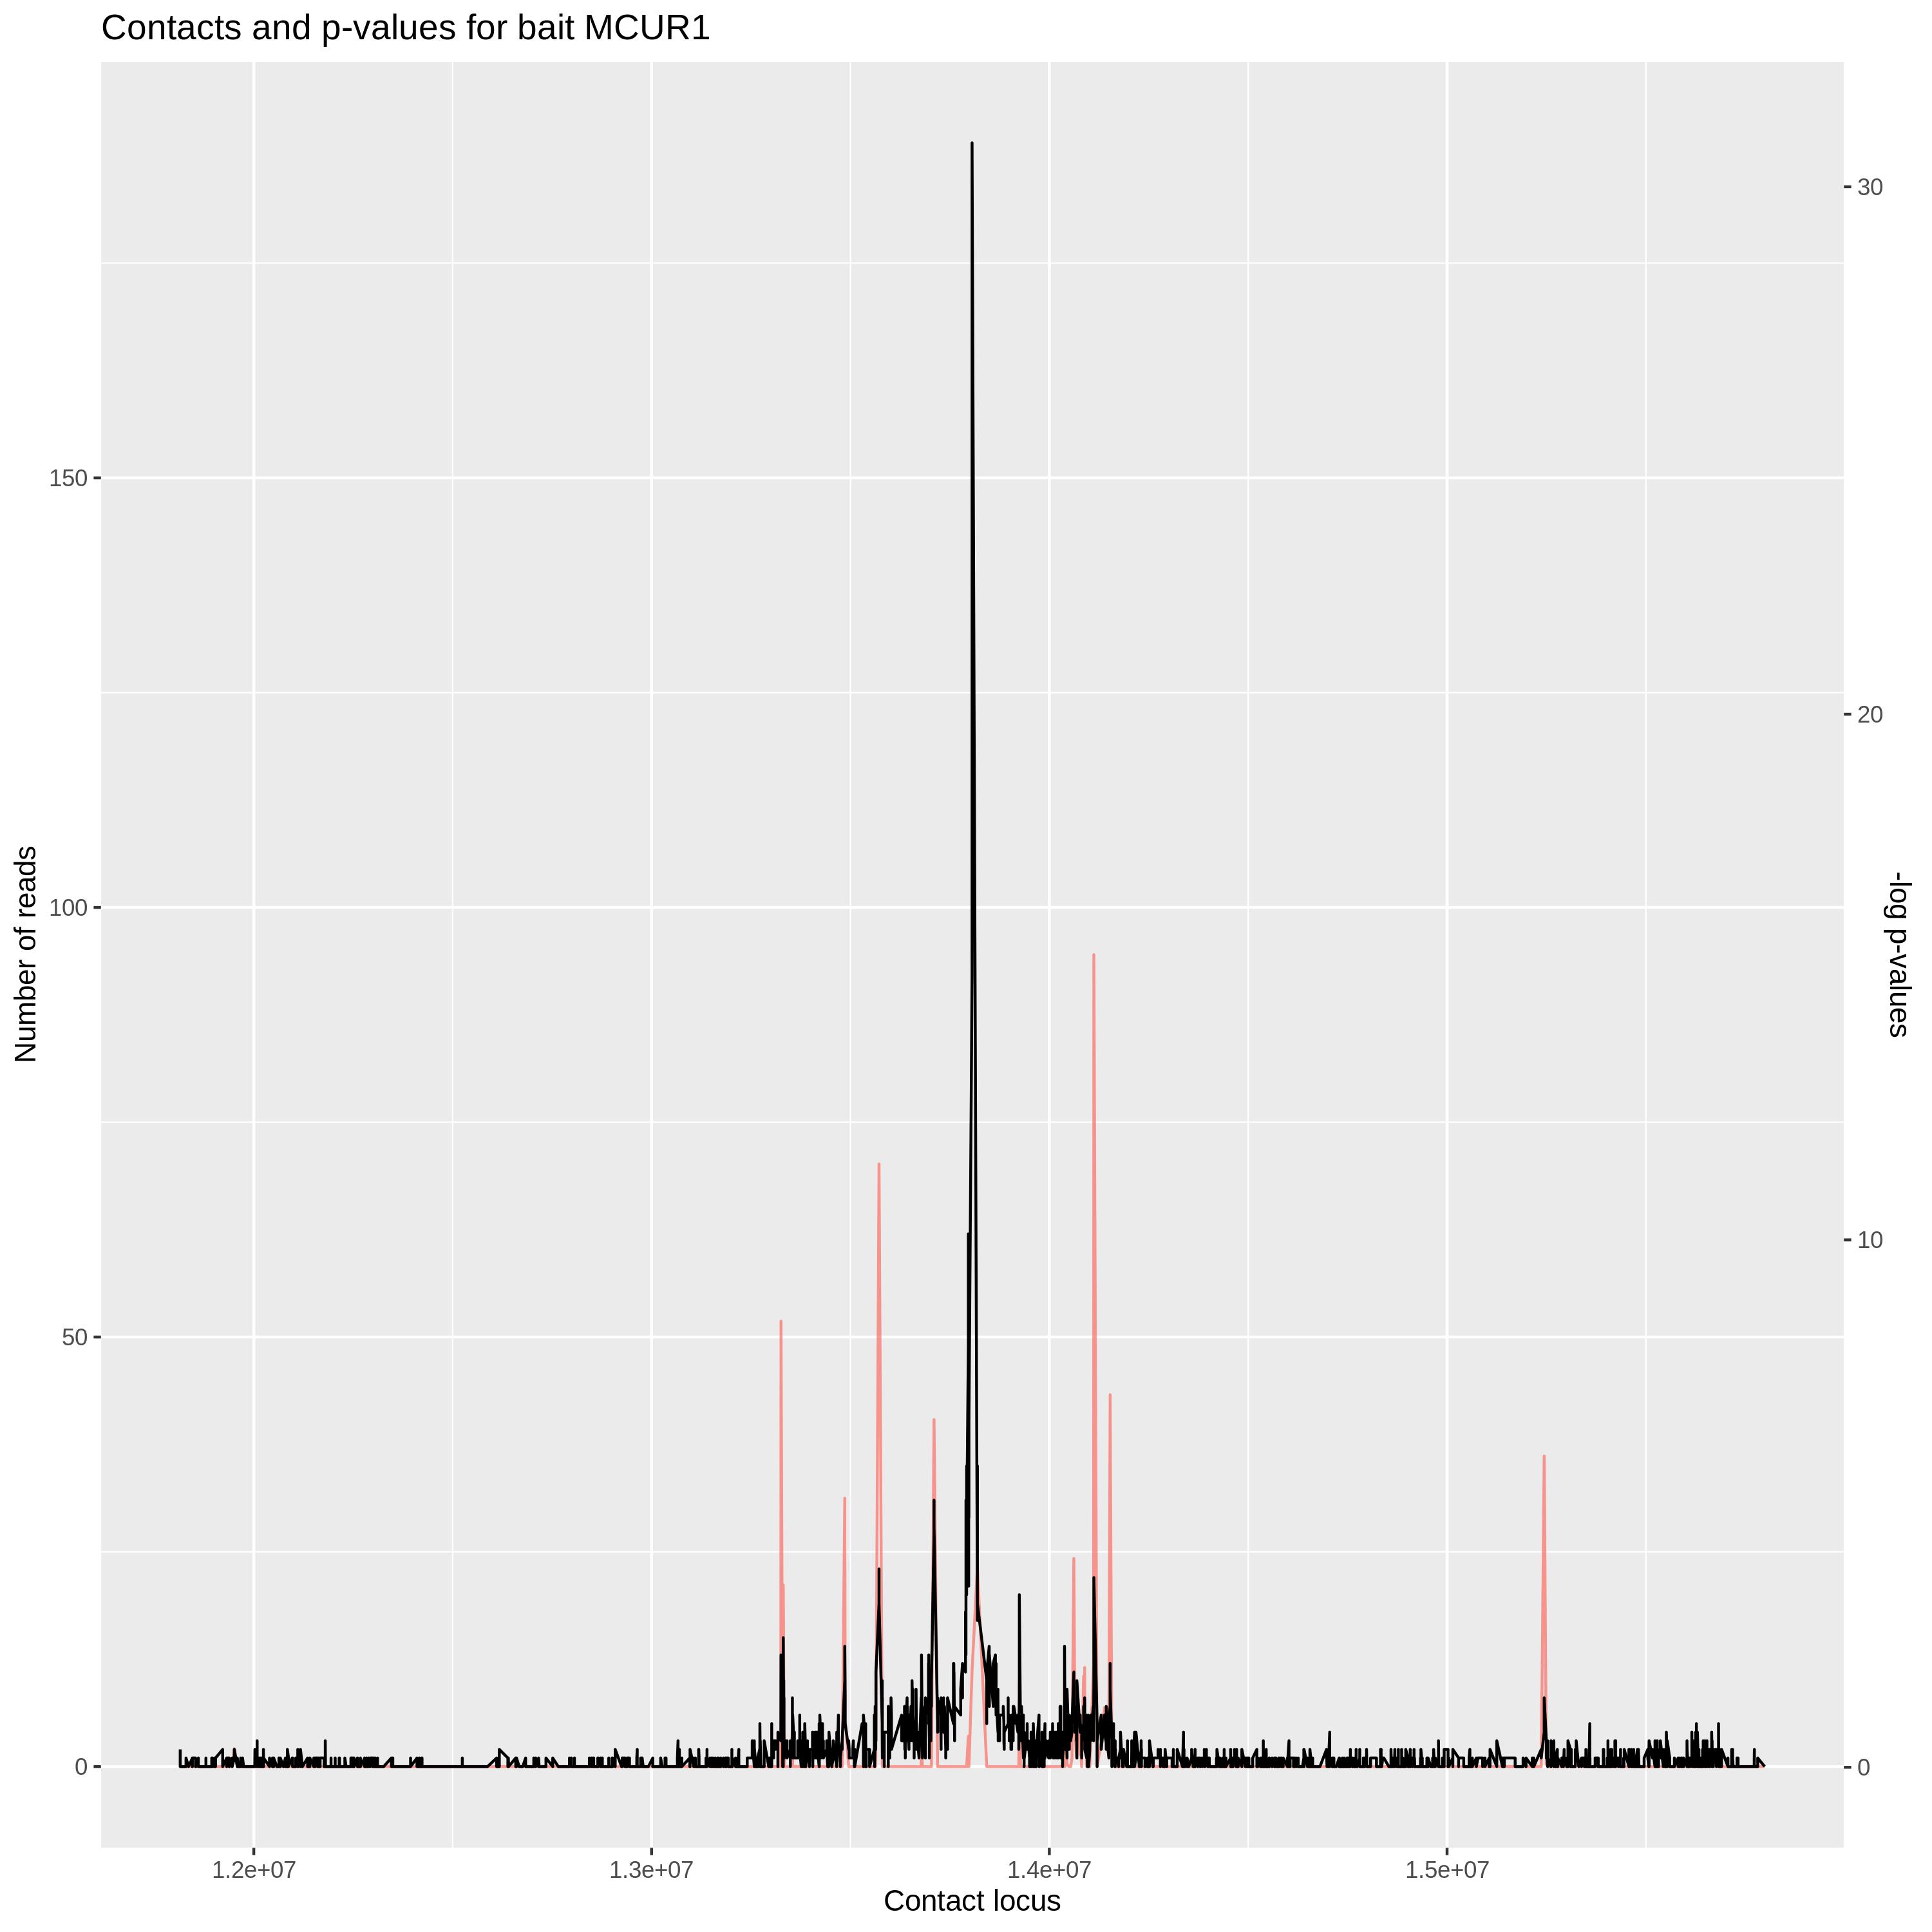 Contacts and p-values for bait MCUR1
Number of reads
150
100
50
0
30
20
10
0
-log p-values
1.2e+07
1.3e+07
1.4e+07
1.5e+07
Contact locus